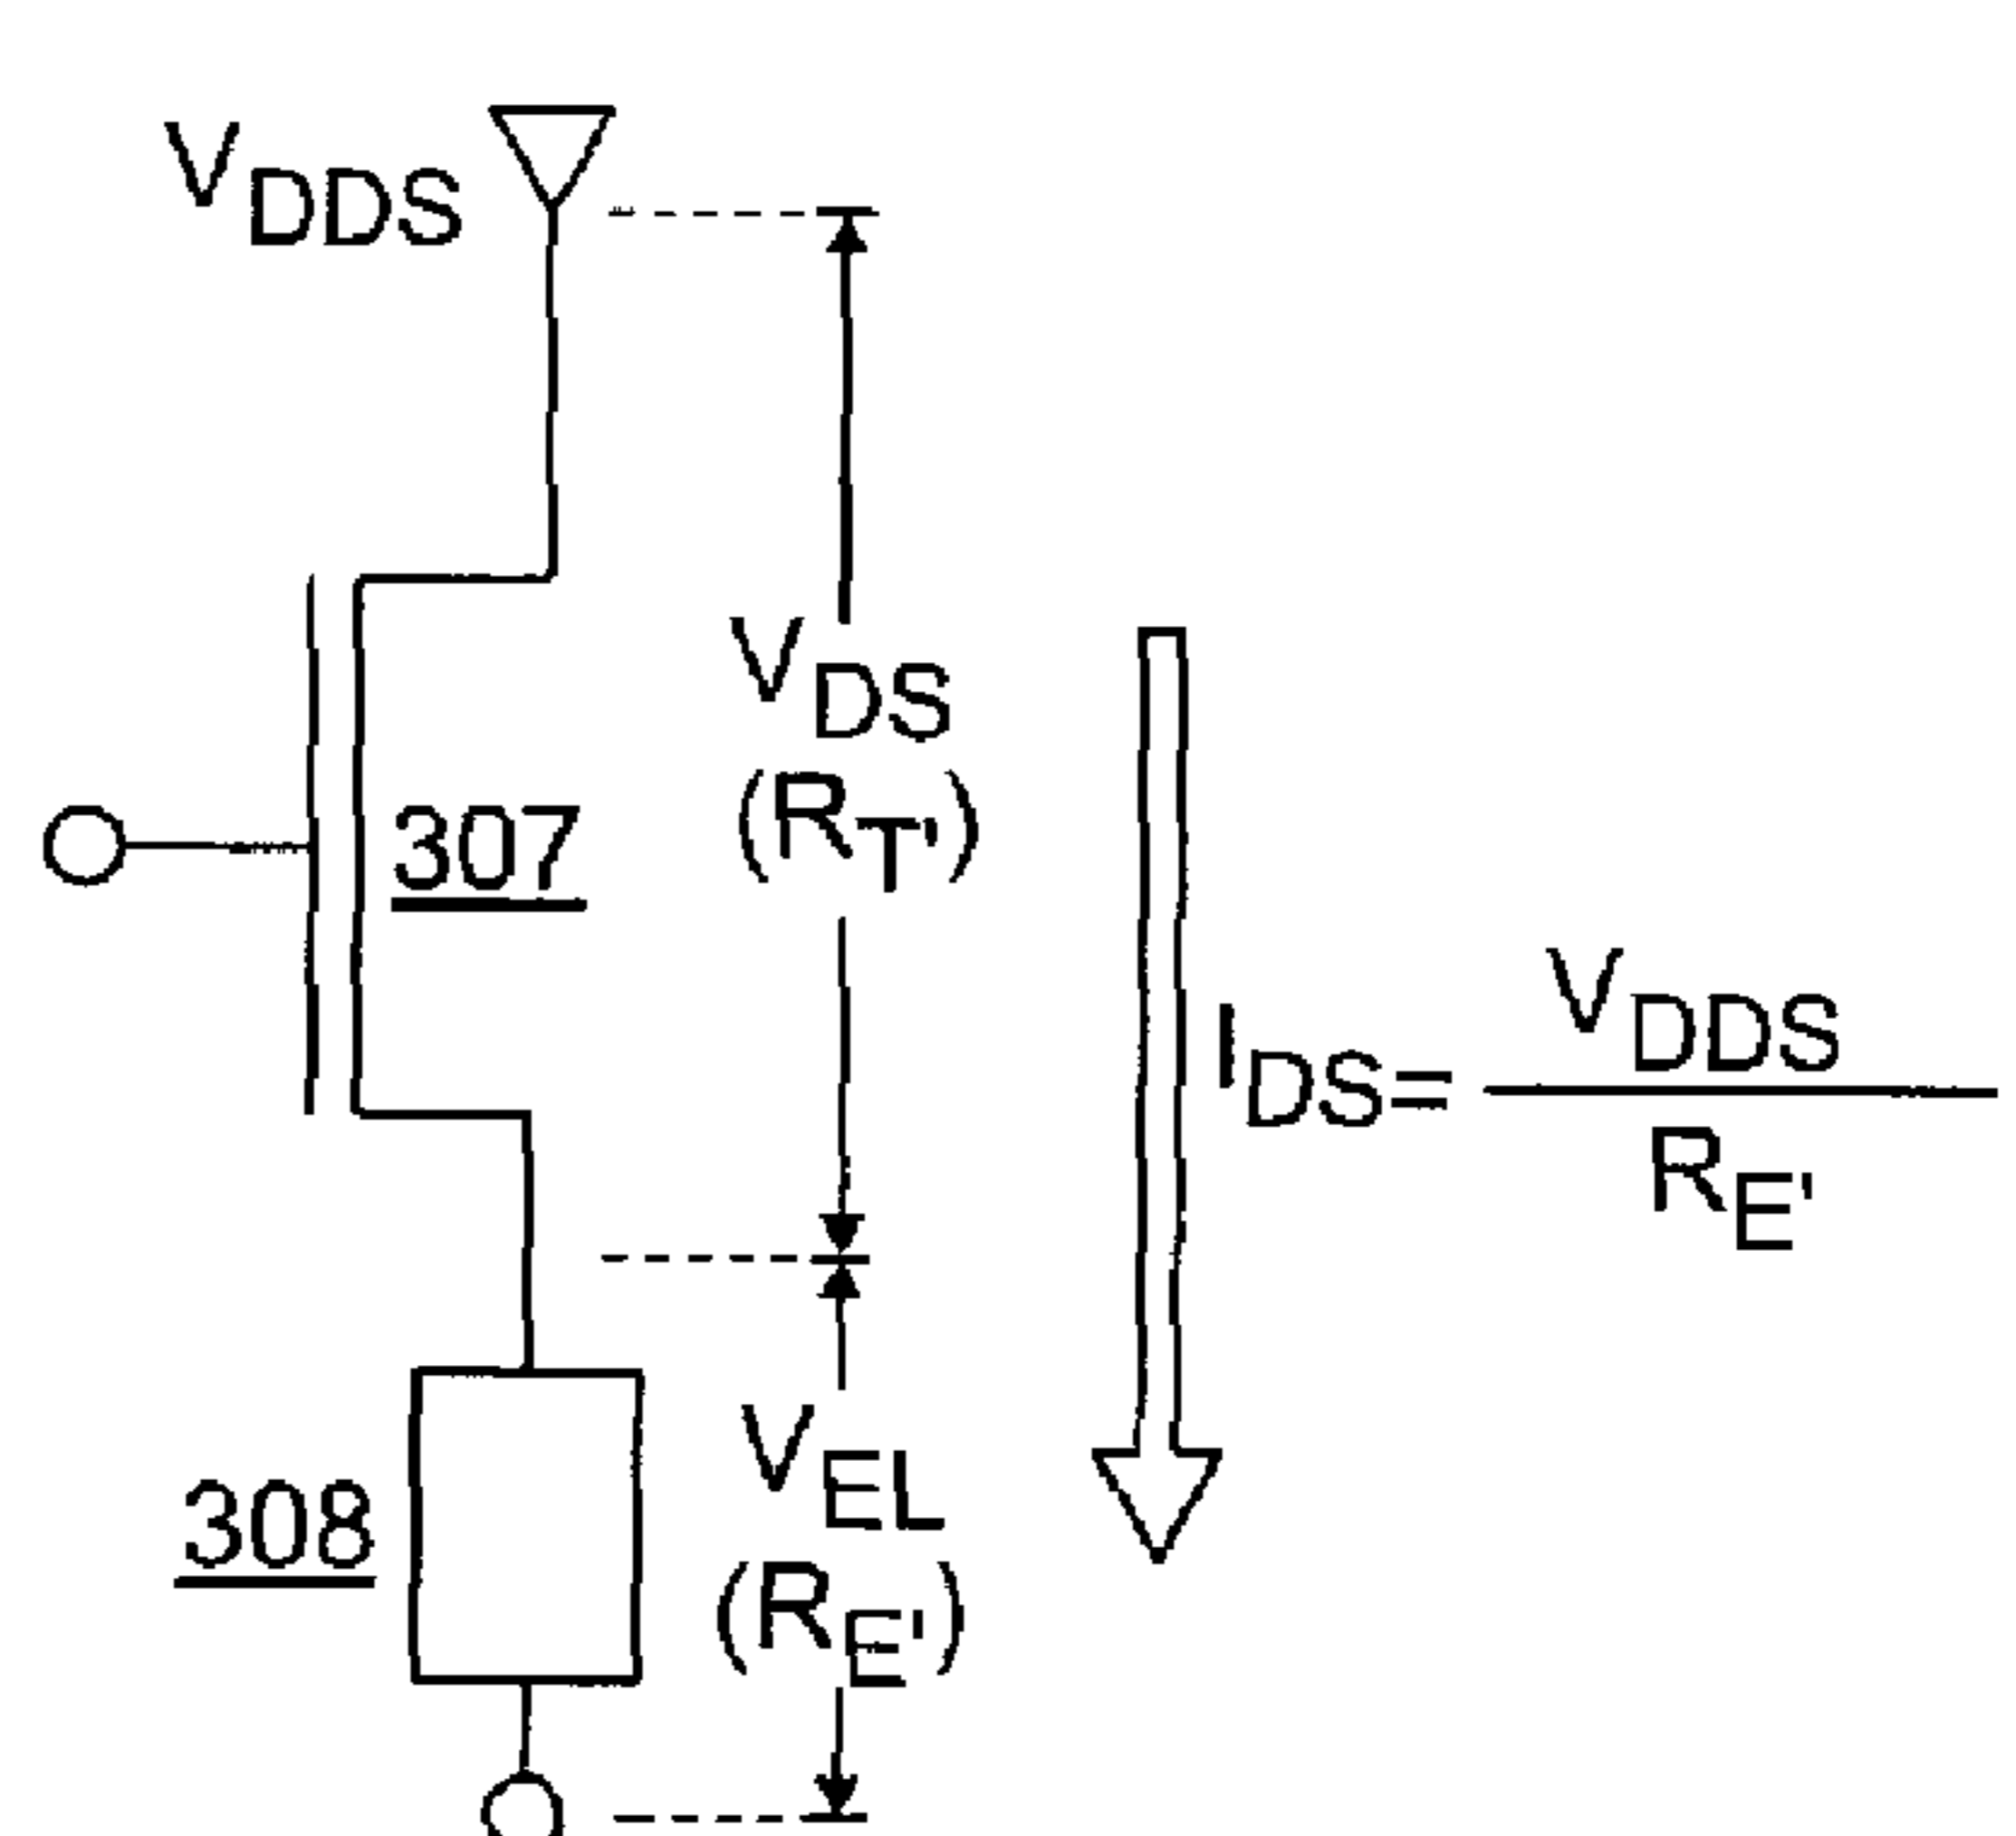 VDDS
VDS
(RT')
307
IDS= VDDS
RE'
VEL
308
(RE')